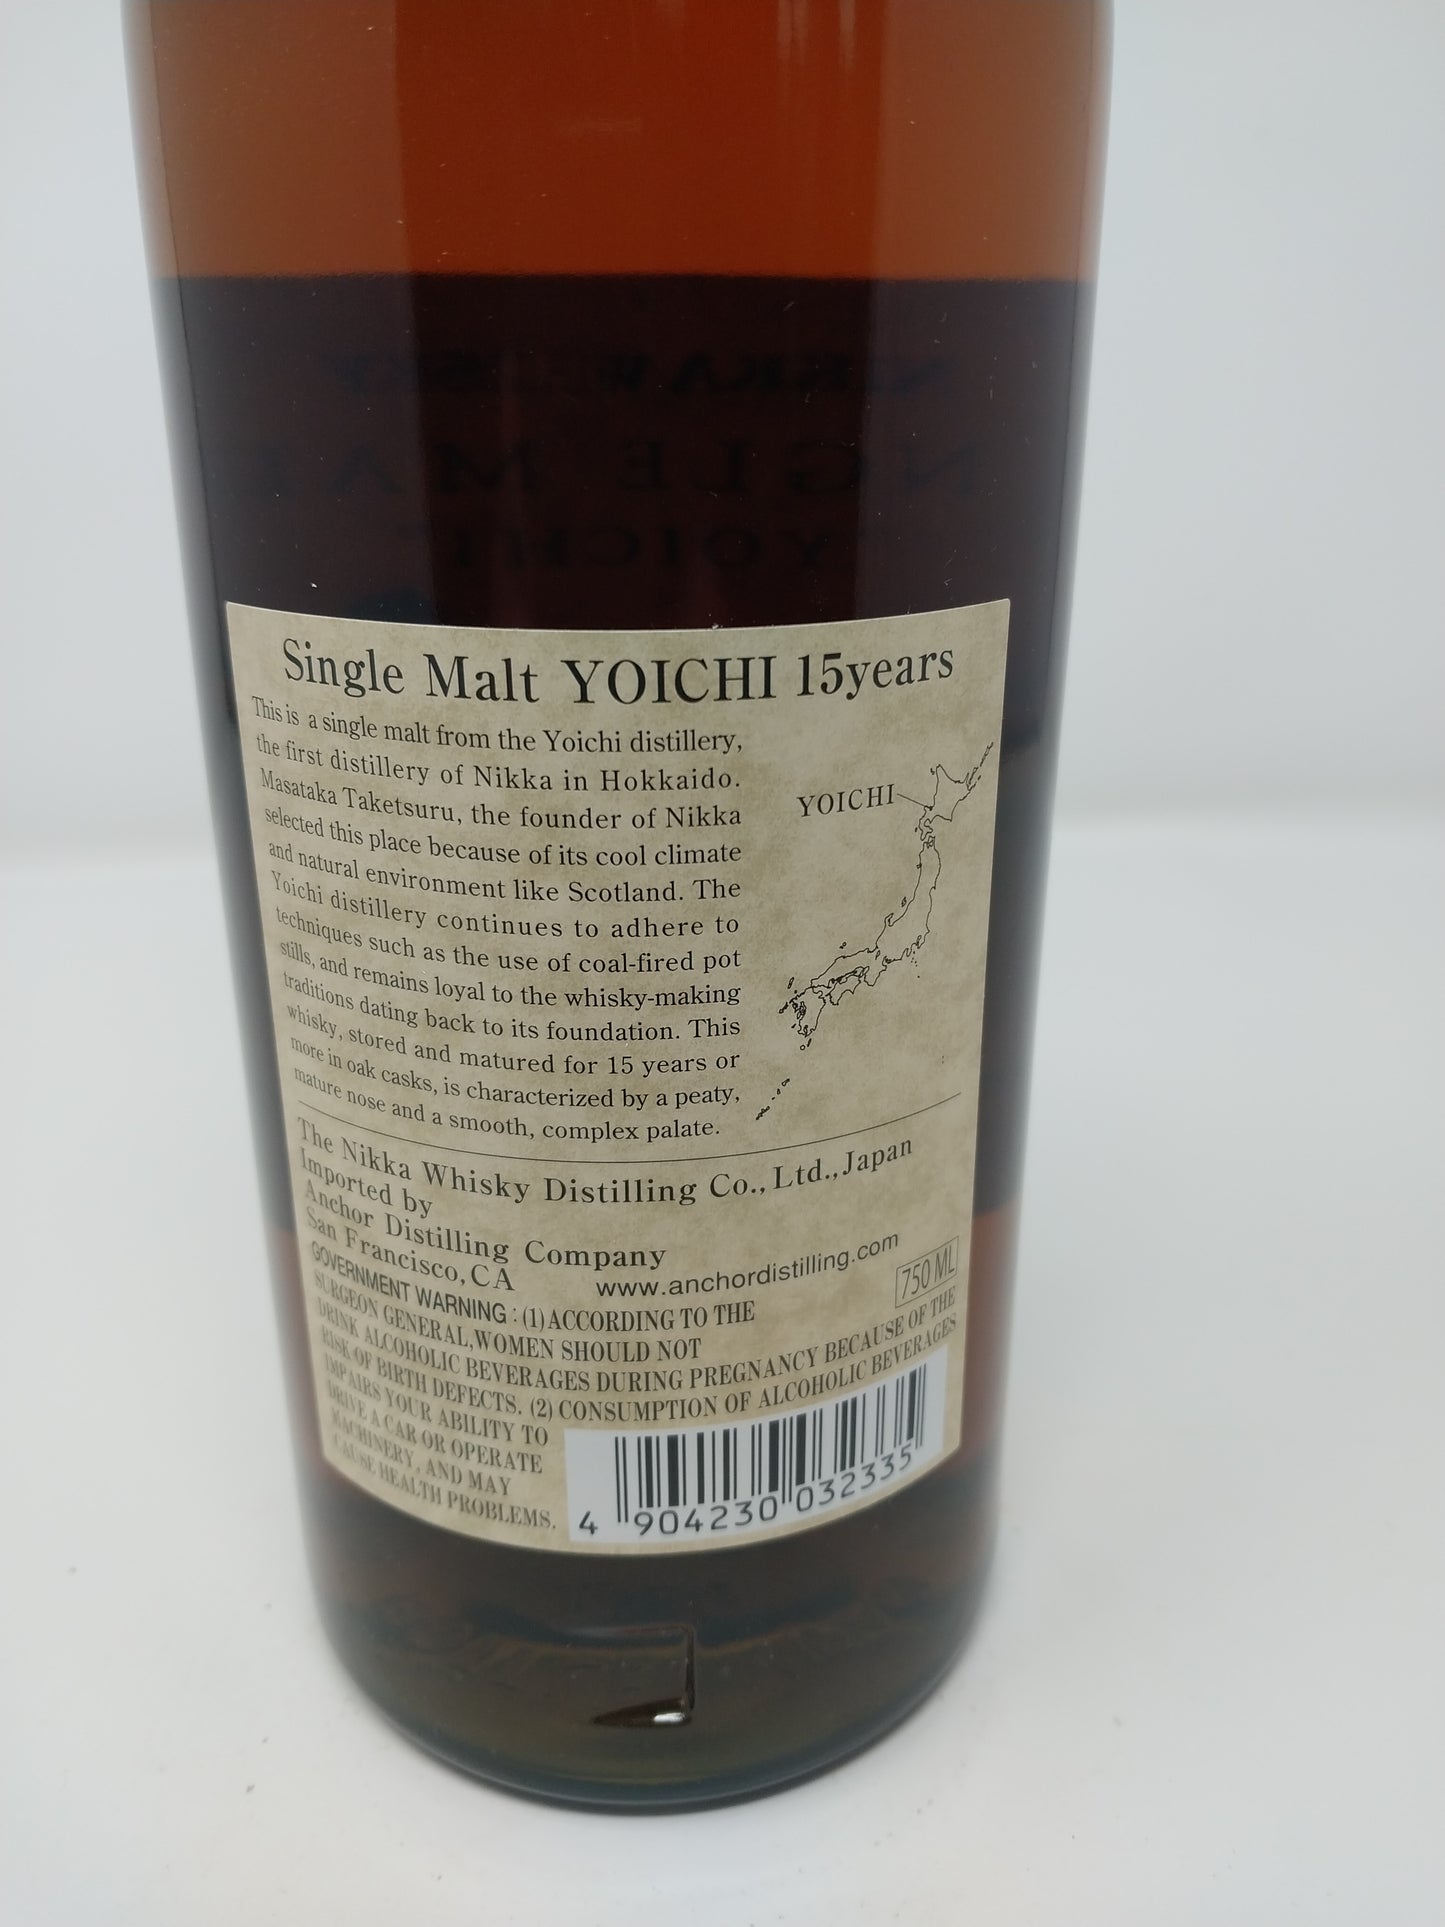 NIKKA WHISKY
NGLE MA
"YOICHI"
Single Malt YOICHI 15years
This is a single malt from the Yoichi distillery,
the first distillery of Nikka in Hokkaido.
Masataka Taketsuru, the founder of Nikka
selected this place because of its cool climate
and natural environment like Scotland. The
Yoichi distillery continues to adhere to
techniques such as the use of coal-fired pot
stills, and remains loyal to the whisky-making
traditions dating back to its foundation. This
whisky, stored and matured for 15 years or
more in oak casks, is characterized by a peaty,
mature nose and a smooth, complex palate.
YOICHI
The Nikka Whisky Distilling Co., Ltd., Japan
Imported by
Anchor Distilling Company
San Francisco, CA
www.anchordistilling.com
750 ML
GOVERNMENT WARNING : (1) ACCORDING TO THE
SURGEON GENERAL, WOMEN SHOULD NOT
DRINK ALCOHOLIC BEVERAGES DURING PREGNANCY BECAUSE OF THE
RISK OF BIRTH DEFECTS. (2) CONSUMPTION OF ALCOHOLIC BEVERAGES
IMPAIRS YOUR ABILITY TO
DRIVE A CAR OR OPERATE
MACHINERY, AND MAY
CAUSE HEALTH PROBLEMS.
4 904230 032335